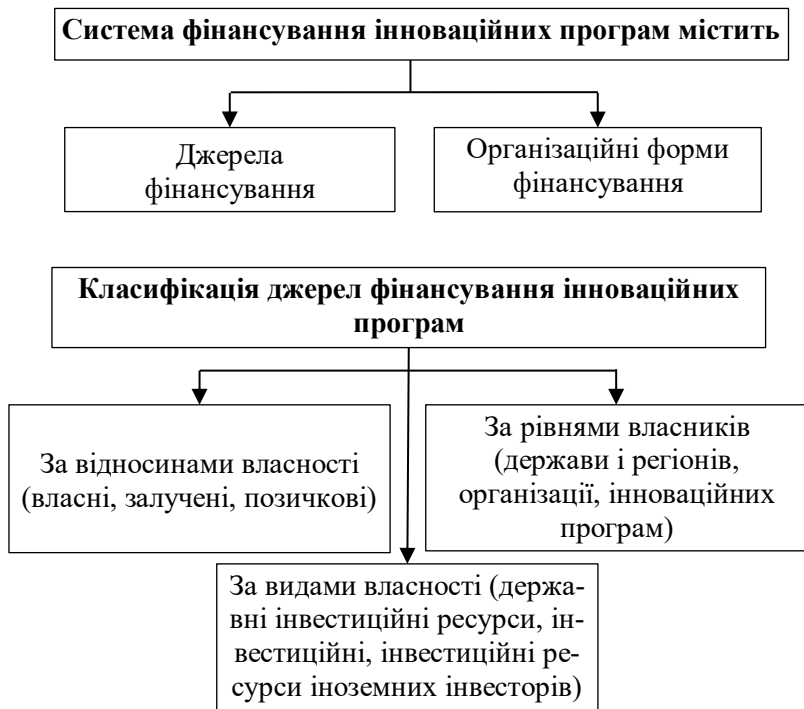 Система фінансування інноваційних програм містить
Джерела
фінансування
Організаційні форми
фінансування
Класифікація джерел фінансування інноваційних
програм
За відносинами власності
(власні, залучені, позичкові)
За рівнями власників
(держави і регіонів,
організації, інноваційних
програм)
За видами власності (держа-
вні інвестиційні ресурси, ін-
вестиційні, інвестиційні ре-
сурси іноземних інвесторів)